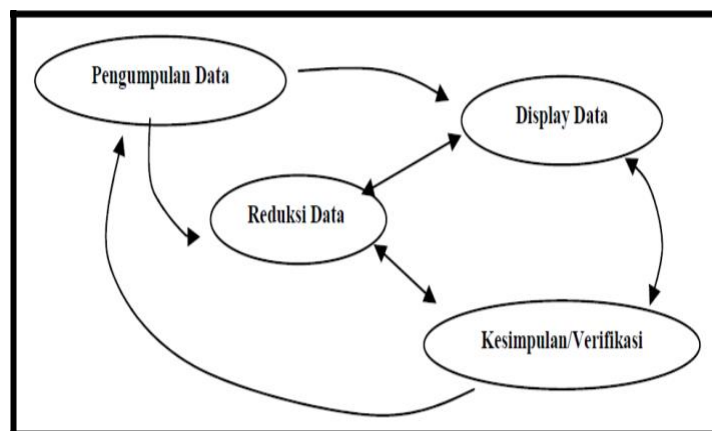 Pengumpulan Data
Display Data
Reduksi Data
Kesimpulan/Verifikasi